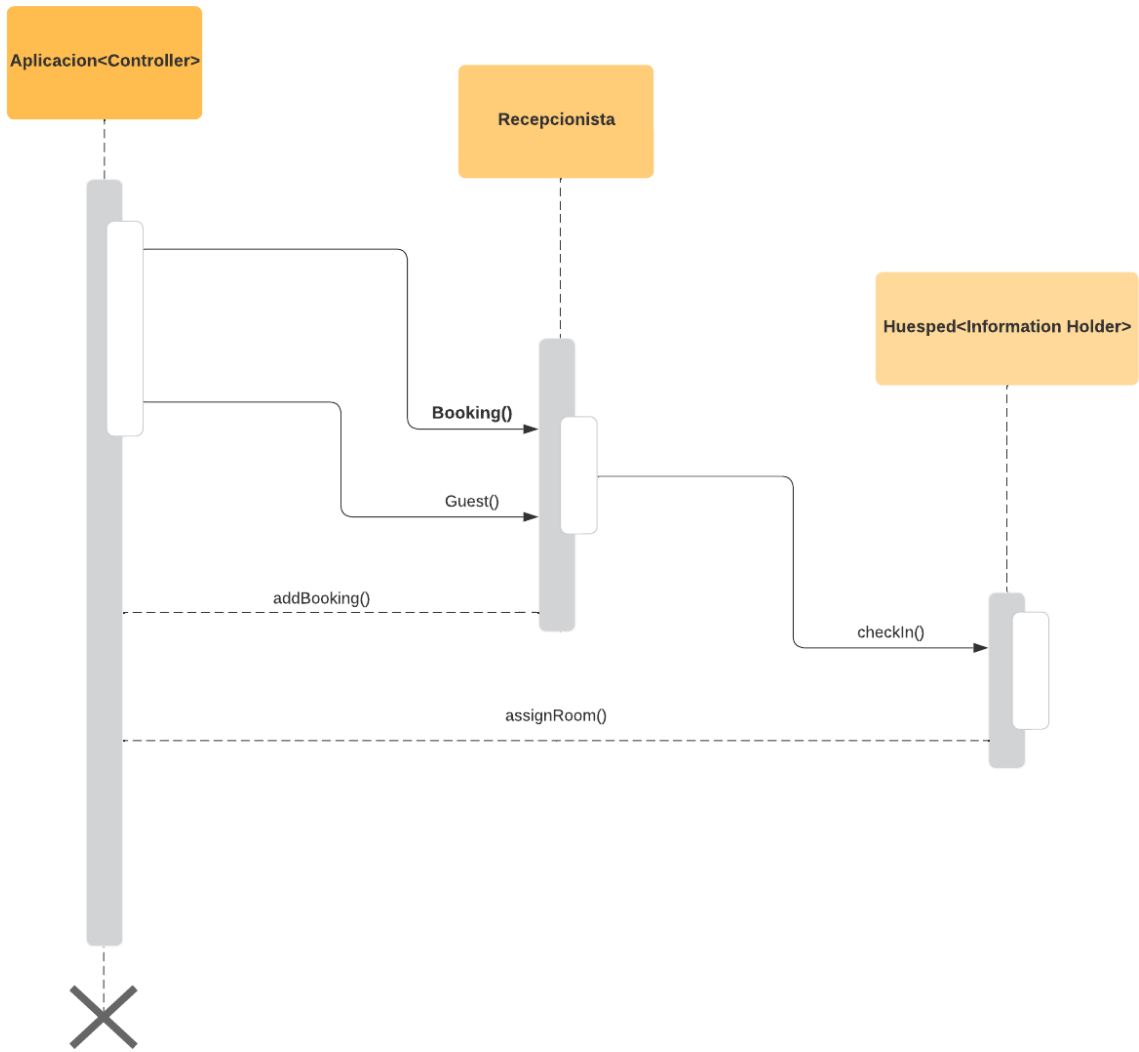 Aplicacion<Controller>
Recepcionista
Huesped<Information Holder>
Booking()
Guest()
addBooking()
checkIn()
assignRoom()